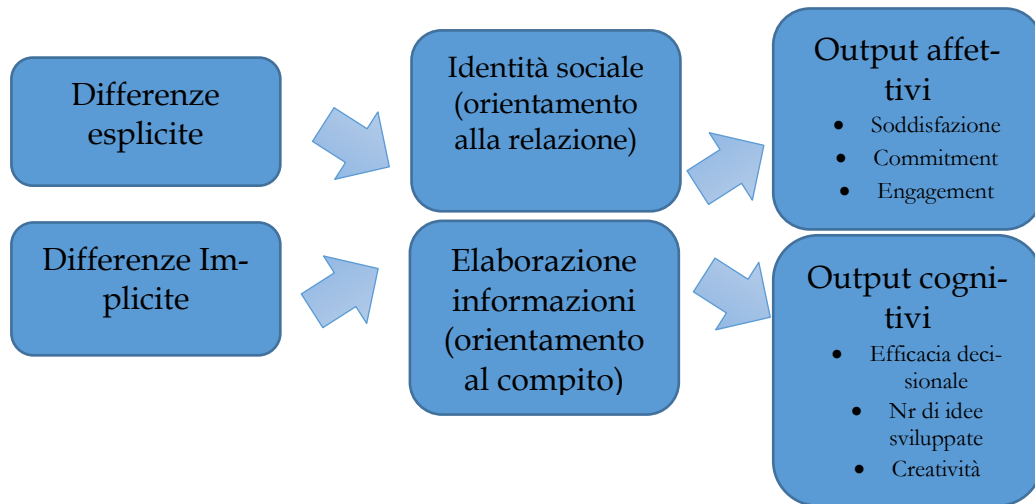 Differenze
esplicite
Differenze Im-
plicite
Identità sociale
(orientamento
alla relazione)
Elaborazione
informazioni
(orientamento
al compito)
Output affet-
tivi
• Soddisfazione
• Commitment
• Engagement
Output cogni-
tivi
• Efficacia deci-
sionale
• Nr di idee
sviluppate
• Creatività